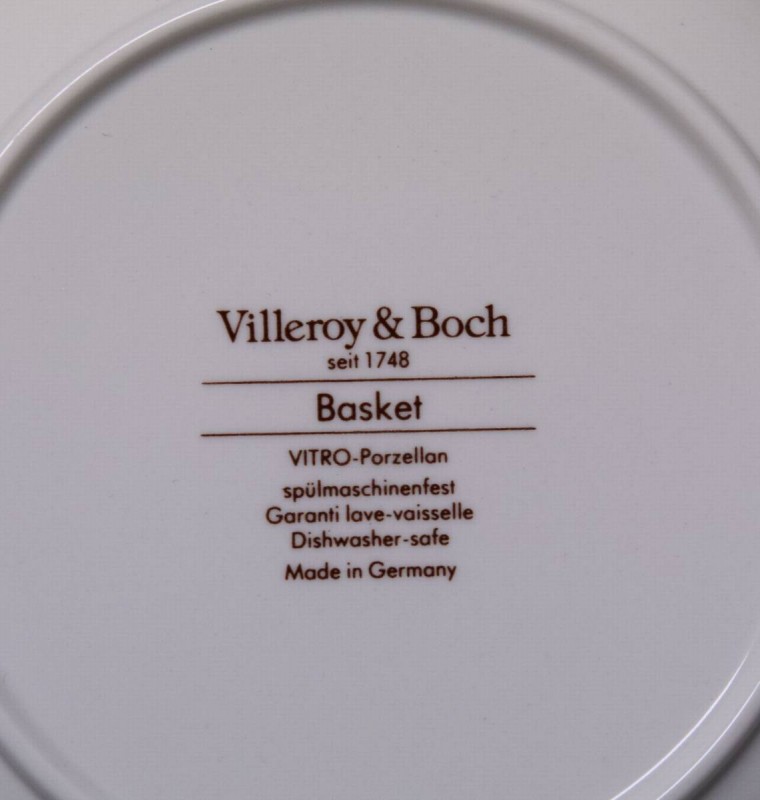 Villeroy & Boch
seit 1748
Basket
VITRO-Porzellan
spülmaschinenfest
Garanti lave-vaisselle
Dishwasher-safe
Made in Germany